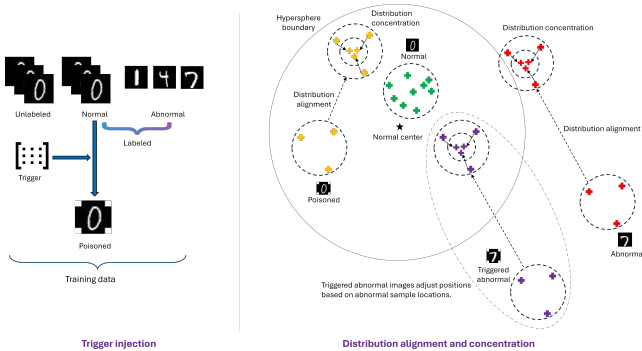 Unlabeled
Normal
Abnormal
Labeled
Trigger
Poisoned
Training data
Trigger injection
Hypersphere
boundary
Distribution
concentration
Normal
Distribution
alignment
Normal center
Poisoned
Distribution concentration
Distribution alignment
Abnorma
Triggered
abnormal
Triggered abnormal images adjust positions
based on abnormal sample locations.
Distribution alignment and concentration